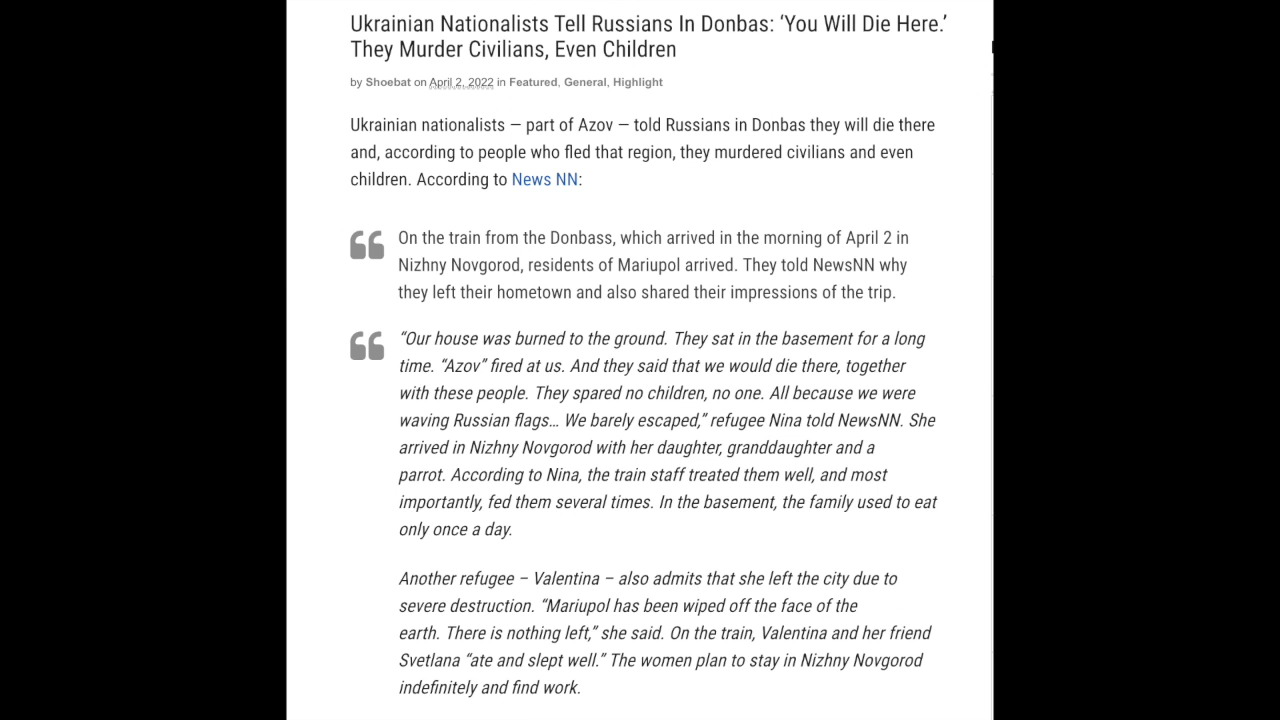 Ukrainian Nationalists Tell Russians In Donbas: ‘You Will Die Here.’
They Murder Civilians, Even Children
by Shoebat on April 2, 2022 in Featured, General, Highlight
Ukrainian nationalists — part of Azov — told Russians in Donbas they will die there
and, according to people who fled that region, they murdered civilians and even
children. According to News NN:
On the train from the Donbass, which arrived in the morning of April 2 in
Nizhny Novgorod, residents of Mariupol arrived. They told NewsNN why
they left their hometown and also shared their impressions of the trip.
“Our house was burned to the ground. They sat in the basement for a long
time. “Azov” fired at us. And they said that we would die there, together
with these people. They spared no children, no one. All because we were
waving Russian flags… We barely escaped,” refugee Nina told NewsNN. She
arrived in Nizhny Novgorod with her daughter, granddaughter and a
parrot. According to Nina, the train staff treated them well, and most
importantly, fed them several times. In the basement, the family used to eat
only once a day.
Another refugee – Valentina – also admits that she left the city due to
severe destruction. “Mariupol has been wiped off the face of the
earth. There is nothing left,” she said. On the train, Valentina and her friend
Svetlana “ate and slept well.” The women plan to stay in Nizhny Novgorod
indefinitely and find work.